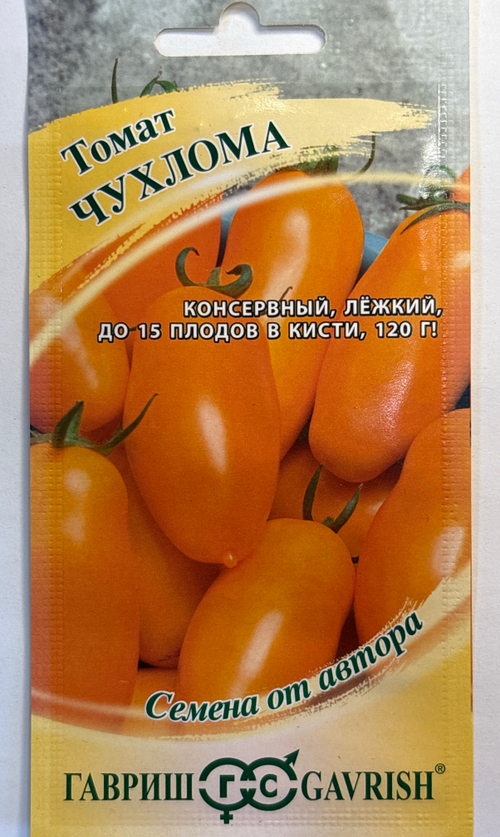 Томат
ЧУХЛОМА
КОНСЕРВНЫЙ, ЛЁЖКИЙ,
ДО 15 ПЛОДОВ В КИСТИ, 120 Г!
Семена от автора
ГАВРИШ ГС GAVRISH®